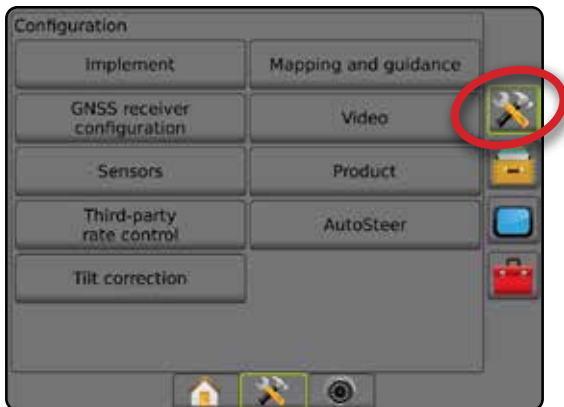 Configuration
Implement
Mapping and guidance
GNSS receiver
configuration
Video
Sensors
Product
Third-party
rate control
AutoSteer
Tilt correction